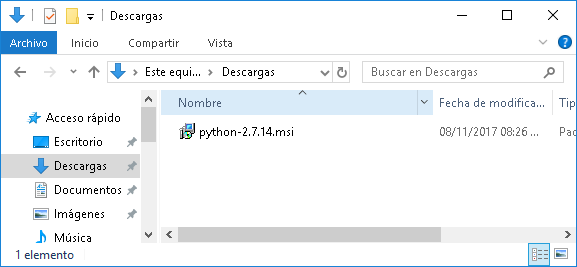 Descargas
Archivo Inicio Compartir Vista
Este equi... Descargas Buscar en Descargas
Nombre Fecha de modifica... Tip
Acceso rápido
python-2.7.14.msi 08/11/2017 08:26 ... Pac
Escritorio
Descargas
Documentos
Imágenes
Música
1 elemento